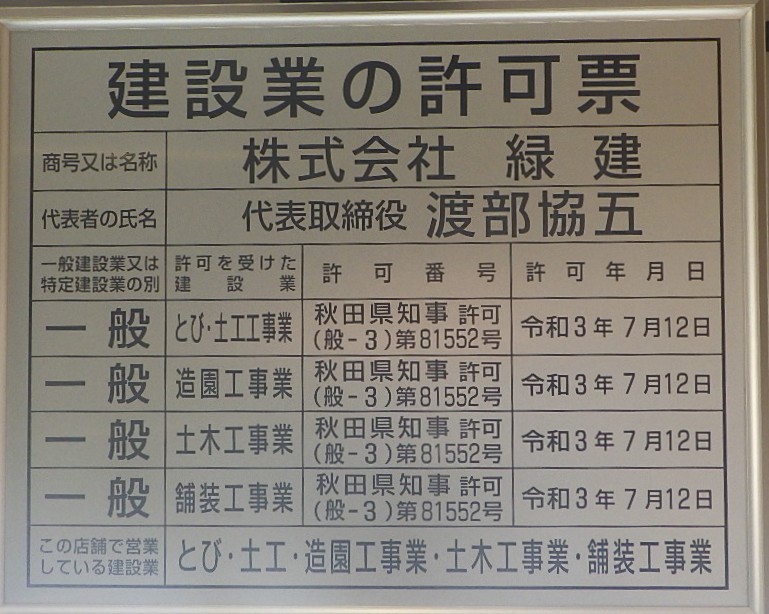 建設業の許可票
商号又は名称 株式会社 緑建
代表者の氏名 代表取締役 渡部協五
一般建設業又は
特定建設業の別
許可を受けた
建設業
許可番号
許可年月日
一般 とび・土工工事業 秋田県知事 許可
(般-3)第81552号 令和3年7月12日
一般 造園工事業 秋田県知事 許可
(般-3)第81552号 令和3年7月12日
一般 土木工事業 秋田県知事 許可
(般-3)第81552号 令和3年7月12日
一般 舗装工事業 秋田県知事 許可
(般-3)第81552号 令和3年7月12日
この店舗で営業
している建設業
とび・土工・造園工事業・土木工事業・舗装工事業